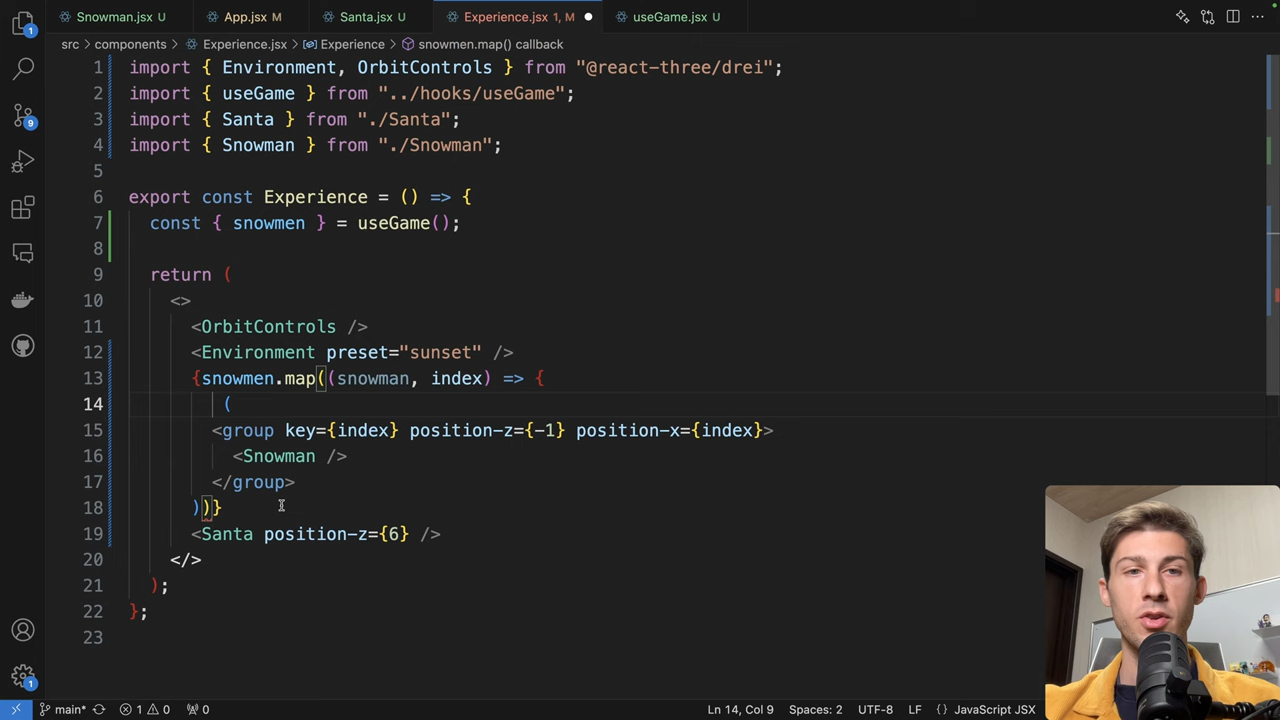 Snowman.jsx U
App.jsx M
Santa.jsx U
Experience.jsx 1, M
useGame.jsx U
src > components > Experience.jsx > Experience > snowmen.map() callback
1 import { Environment, OrbitControls } from "@react-three/drei";
2 import { useGame } from "../hooks/useGame";
3 import { Santa } from "./Santa";
4 import { Snowman } from "./Snowman";
5
6 export const Experience = () => {
7 const { snowmen } = useGame();
8
9 return (
10 <>
11 <OrbitControls />
12 <Environment preset="sunset" />
13 {snowmen.map((snowman, index) => {
14 (
15 <group key={index} position-z={-1} position-x={index}>
16 <Snowman />
17 </group>
18 ))}
19 <Santa position-z={6} />
20 </>
21 );
22 };
23
1
9
1
main* 1 0 0 Ln 14, Col 9 Spaces: 2 UTF-8 LF {} JavaScript JSX